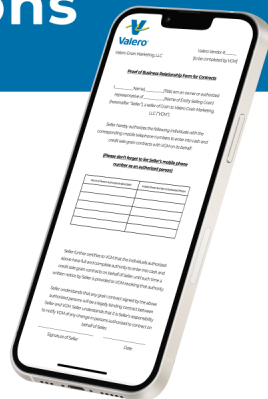 ons
Valero
Valero Grain Marketing, LLC
Valero Vendor #:
(to be completed by VGM)
Proof of Business Relationship Form for Contracts
I, (Name), (Title) am an owner or authorized
representative of (Name of Entity Selling Grain)
(hereinafter "Seller"), a seller of Grain to Valero Grain Marketing,
LLC ("VGM").
Seller hereby authorizes the following individuals with the
corresponding mobile telephone numbers to enter into cash and
credit sale grain contracts with VGM on its behalf:
(Please don't forget to list Seller's mobile phone
number as an authorized person)
Seller further certifies to VGM that the individuals authorized
above have full and complete authority to enter into cash and
credit sale grain contracts on behalf of Seller until such time a
written notice by Seller is provided to VGM revoking that authority.
Seller understands that any grain contract signed by the above
authorized persons will be a legally binding contract between
Seller and VGM. Seller understands that it is Seller's responsibility
to notify VGM of any change in persons authorized to contract on
behalf of Seller.
Signature of Seller
Date